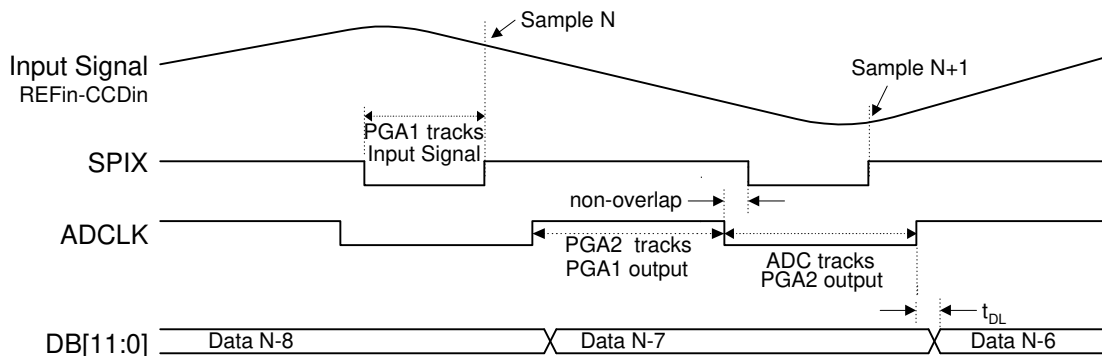 Sample N
Input Signal
REFin-CCDin
Sample N+1
PGA1 tracks
Input Signal
SPIX
non-overlap
ADCLK
PGA2 tracks
PGA1 output
ADC tracks
PGA2 output
tDL
DB[11:0]
Data N-8
Data N-7
Data N-6